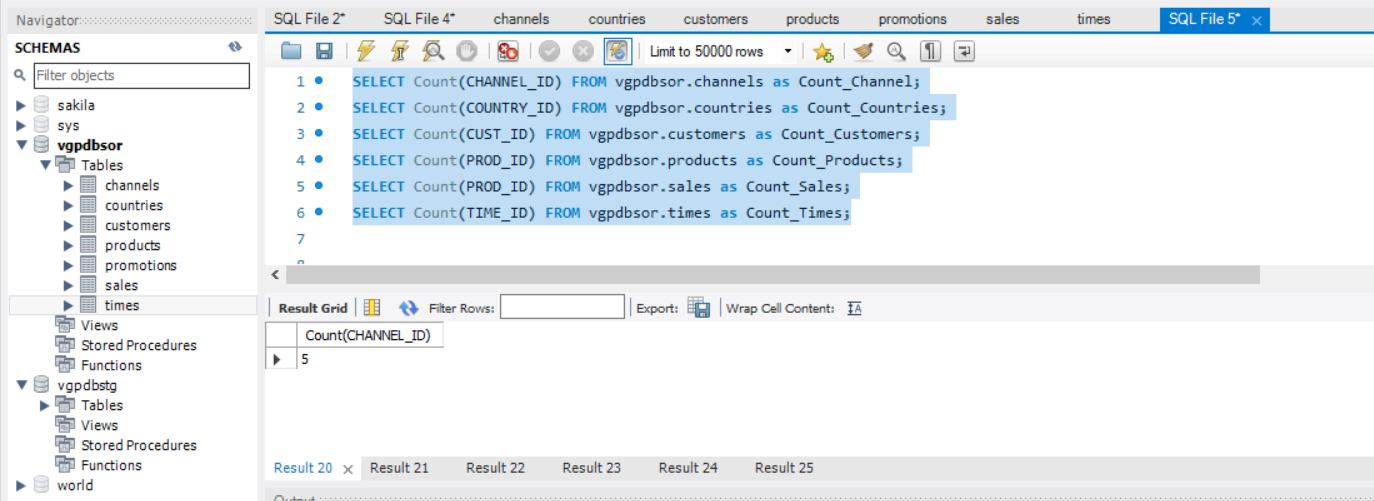 Navigator
SCHEMAS
Filter objects
sakila
sys
vgpdbsor
Tables
channels
countries
customers
products
promotions
sales
times
Views
Stored Procedures
Functions
vgpdbstg
Tables
Views
Stored Procedures
Functions
world
SQL File 2* SQL File 4* channels countries customers products promotions sales times SQL File 5*
Limit to 50000 rows
1 SELECT Count(CHANNEL_ID) FROM vgpdbsor.channels as Count_Channel;
2 SELECT Count(COUNTRY_ID) FROM vgpdbsor.countries as Count_Countries;
3 SELECT Count(CUST_ID) FROM vgpdbsor.customers as Count_Customers;
4 SELECT Count(PROD_ID) FROM vgpdbsor.products as Count_Products;
5 SELECT Count(PROD_ID) FROM vgpdbsor.sales as Count_Sales;
6 SELECT Count(TIME_ID) FROM vgpdbsor.times as Count_Times;
7
Result Grid Filter Rows: Export: Wrap Cell Content:
Count(CHANNEL_ID)
5
Result 20 Result 21 Result 22 Result 23 Result 24 Result 25